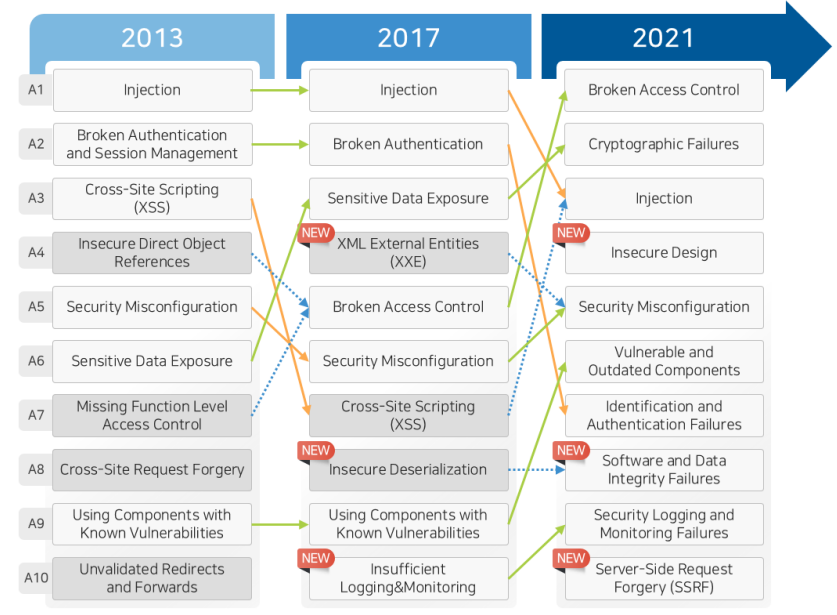 2013
2017
2021
A1
Injection
Injection
Broken Access Control
A2
Broken Authentication
and Session Management
Broken Authentication
Cryptographic Failures
A3
Cross-Site Scripting
(XSS)
Sensitive Data Exposure
Injection
A4
Insecure Direct Object
References
NEW
XML External Entities
(XXE)
NEW
Insecure Design
A5
Security Misconfiguration
Broken Access Control
Security Misconfiguration
A6
Sensitive Data Exposure
Security Misconfiguration
Vulnerable and
Outdated Components
A7
Missing Function Level
Access Control
Cross-Site Scripting
(XSS)
Identification and
Authentication Failures
A8
Cross-Site Request Forgery
NEW
Insecure Deserialization
NEW
Software and Data
Integrity Failures
A9
Using Components with
Known Vulnerabilities
Using Components with
Known Vulnerabilities
Security Logging and
Monitoring Failures
A10
Unvalidated Redirects
and Forwards
NEW
Insufficient
Logging&Monitoring
NEW
Server-Side Request
Forgery (SSRF)